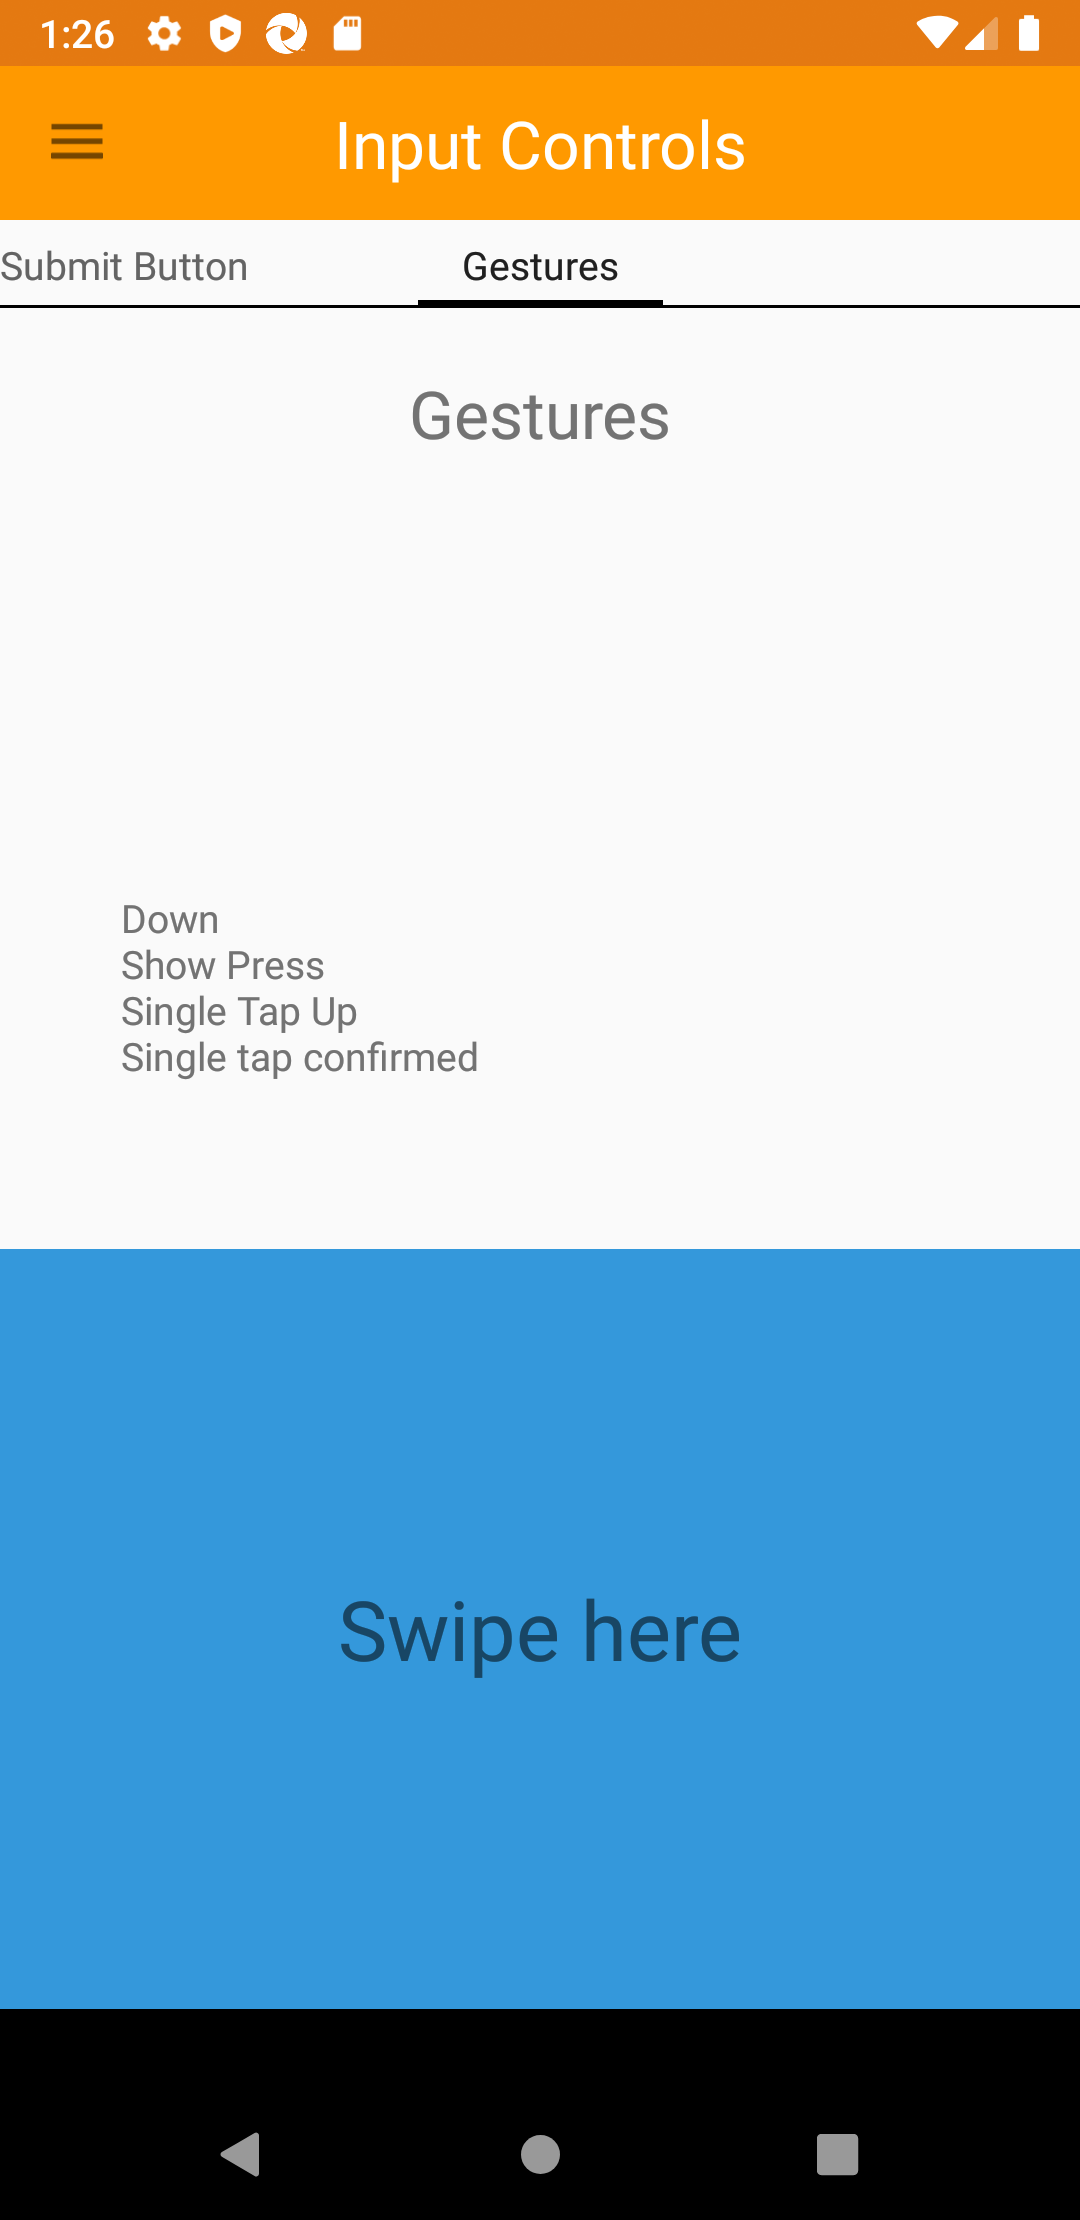 1:26
Input Controls
Submit Button
Gestures
Gestures
Down
Show Press
Single Tap Up
Single tap confirmed
Swipe here